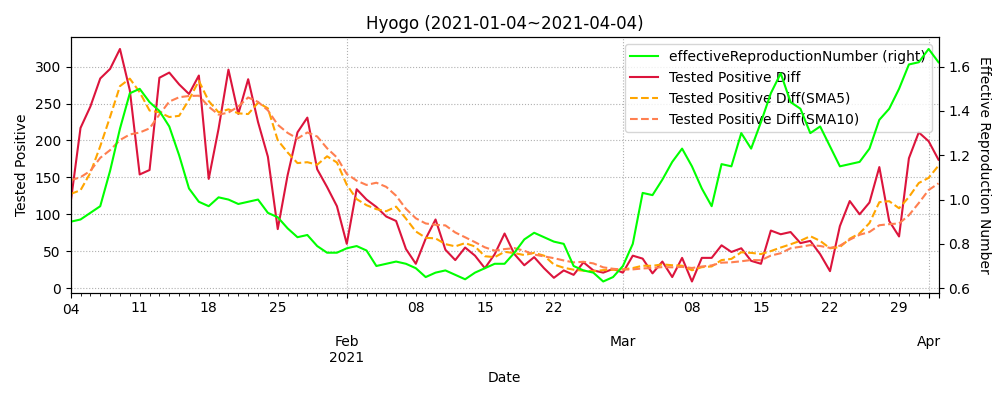 Hyogo (2021-01-04~2021-04-04)
effectiveReproductionNumber (right)
Tested Positive Diff
Tested Positive Diff(SMA5)
Tested Positive Diff(SMA10)
Tested Positive
300
250
200
150
100
50
0
1.6
1.4
1.2
1.0
0.8
0.6
Effective Reproduction Number
04 11 18 25 08 15 22 08 15 22 29
Feb Mar Apr
2021
Date